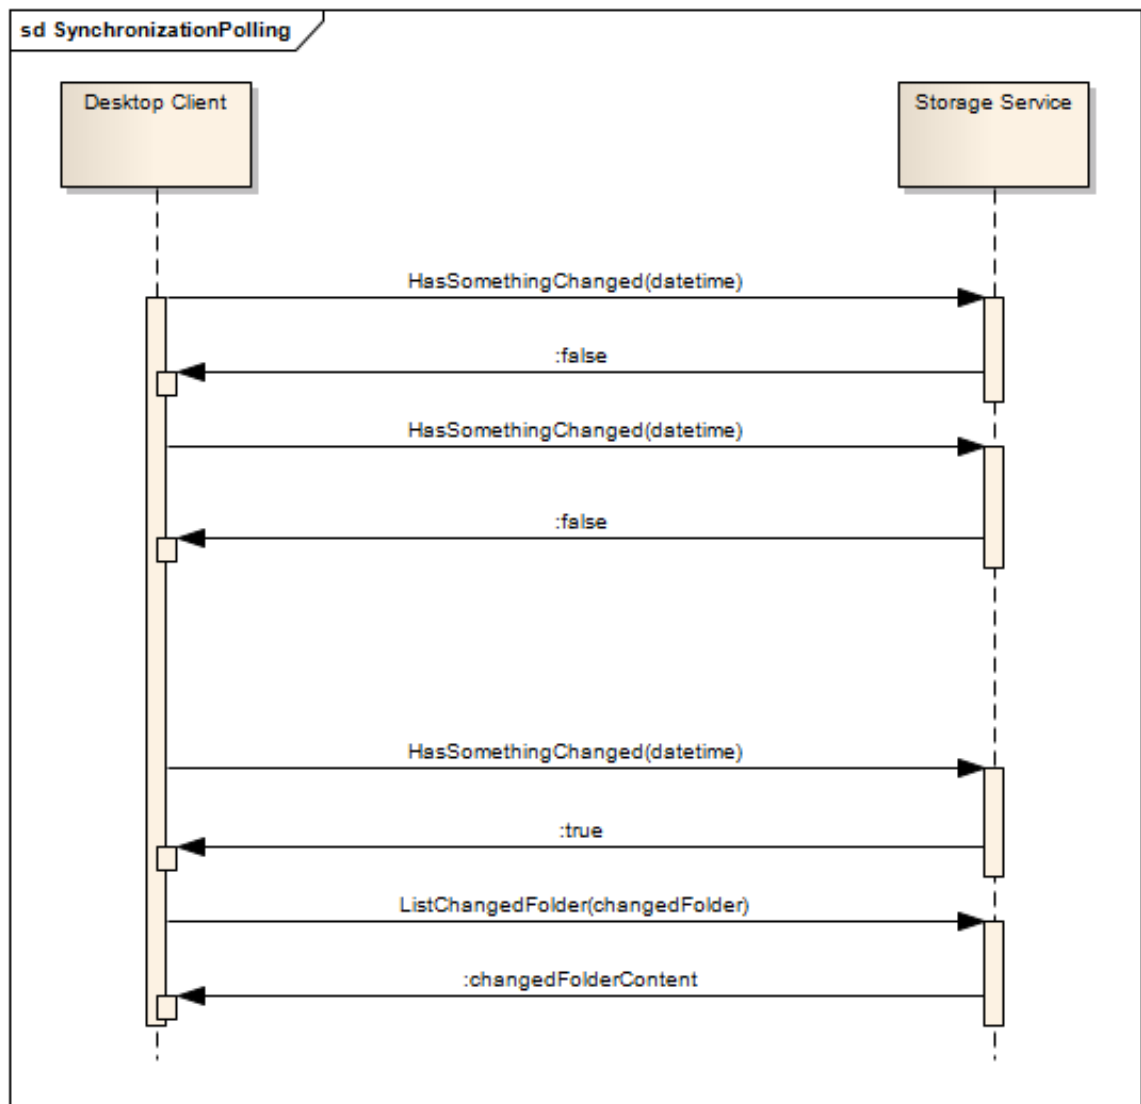 sd SynchronizationPolling
Desktop Client
Storage Service
HasSomethingChanged(datetime)
:false
HasSomethingChanged(datetime)
:false
HasSomethingChanged(datetime)
:true
ListChangedFolder(changedFolder)
:changedFolderContent